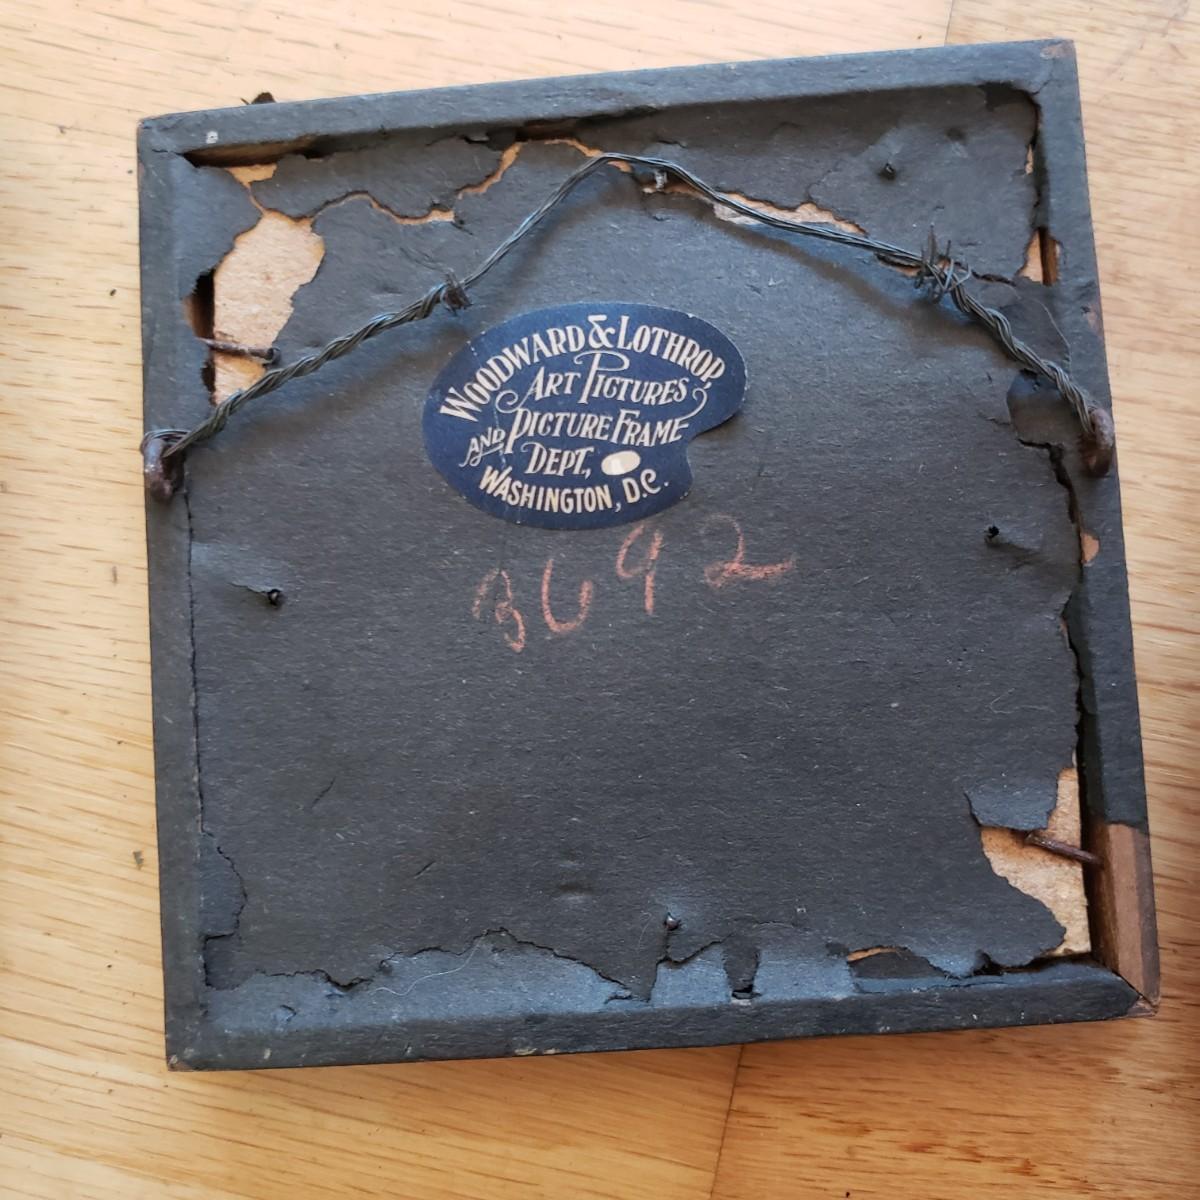 WOODWARD & LOTHROP,
ART PICTURES
AND PICTURE FRAME
DEPT,
WASHINGTON, D.C.
3692